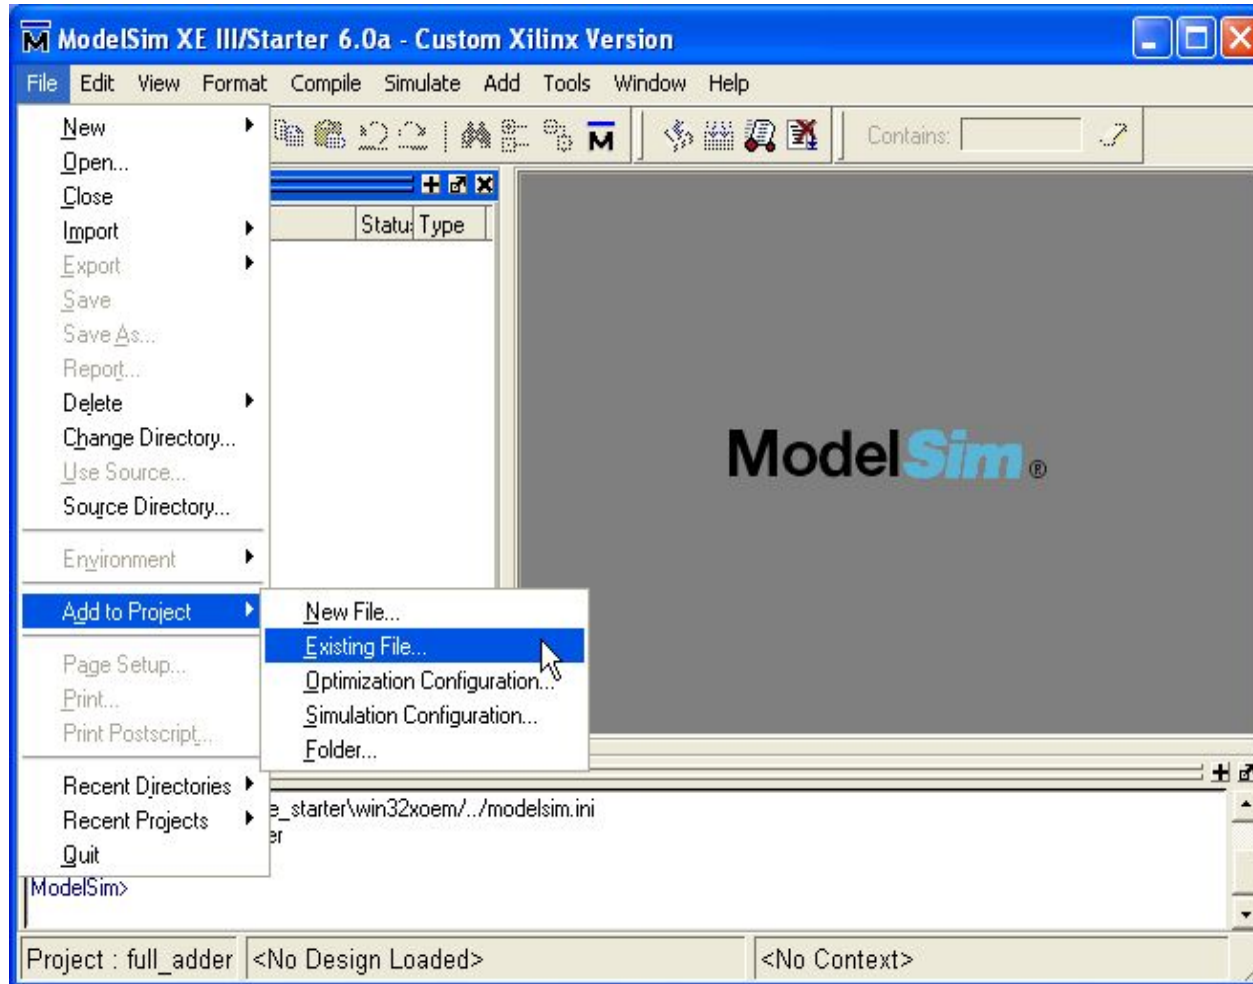 ModelSim XE III/Starter 6.0a - Custom Xilinx Version
File Edit View Format Compile Simulate Add Tools Window Help
New
Open...
Close
Import
Export
Save
Save As...
Report...
Delete
Change Directory...
Use Source...
Source Directory...
Environment
Add to Project
Page Setup...
Print...
Print Postscript...
Recent Directories
Recent Projects
Quit
Contains:
Statu Type
ModelSim®
New File...
Existing File...
Optimization Configuration...
Simulation Configuration...
Folder...
e_starter\win32xoem/../modelsim.ini
er
ModelSim>
Project : full_adder <No Design Loaded> <No Context>